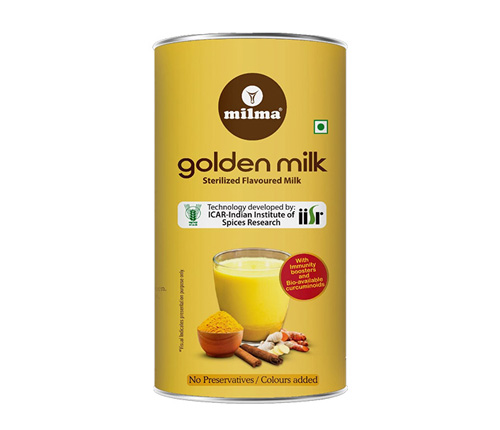 milma®
golden milk
Sterilized Flavoured Milk
Technology developed by:
ICAR-Indian Institute of
Spices Research
iisr
With
Immunity
boosters
and
Bio-available
curcuminoids
*Visual Indicates presentation purpose only.
No Preservatives / Colours added